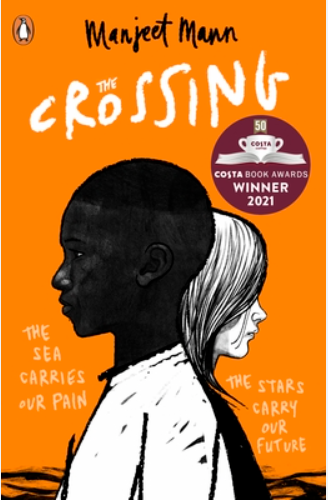 Manjeet Mann
THE
CROSSING
50
COSTA
COSTA BOOK AWARDS
WINNER
2021
THE
SEA
CARRIES
OUR PAIN
THE STARS
CARRY
OUR
FUTURE